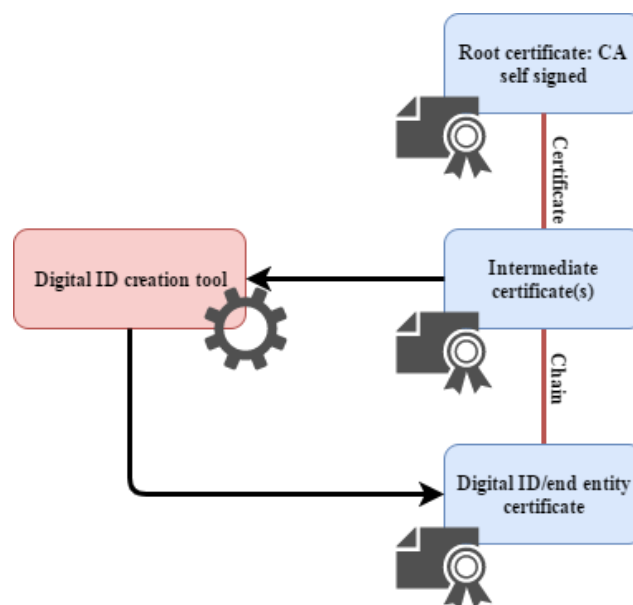 Root certificate: CA
self signed
Certificate
Digital ID creation tool
Intermediate
certificate(s)
Chain
Digital ID/end entity
certificate